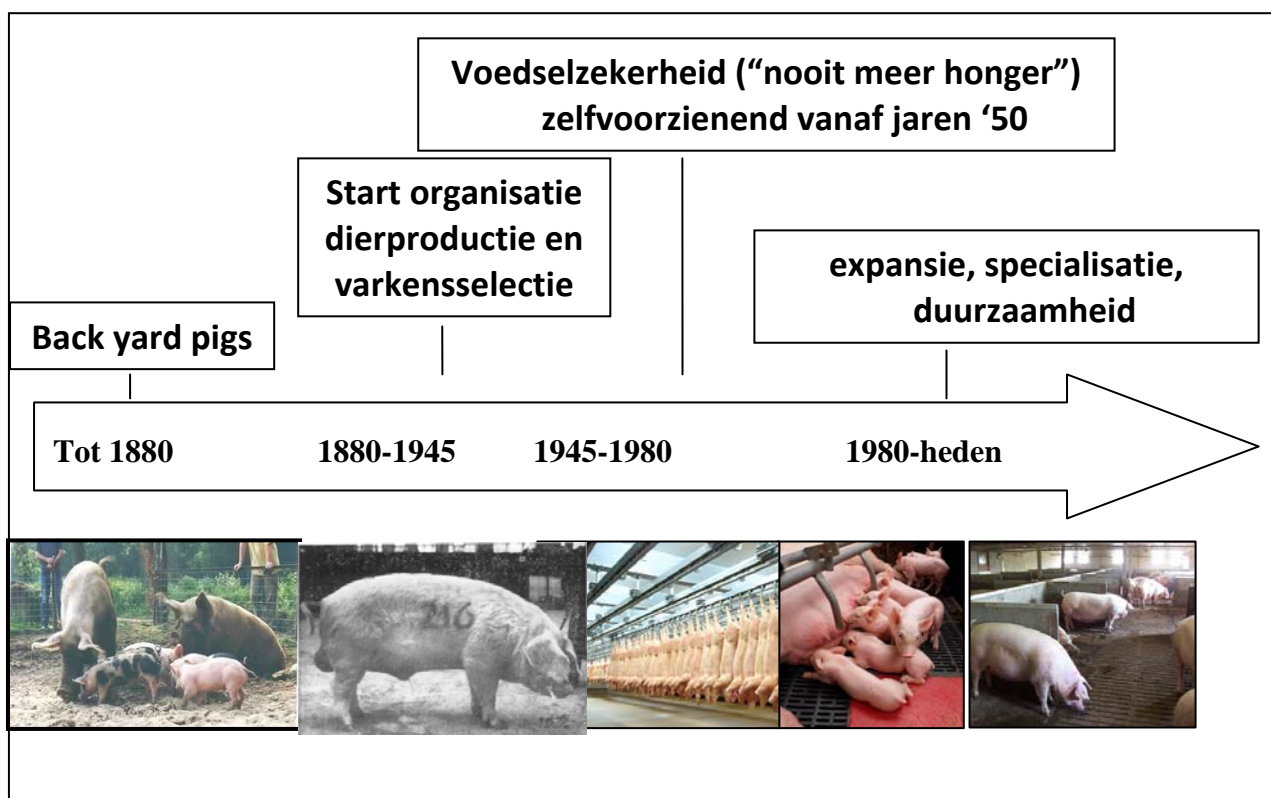 Voedselzekerheid (“nooit meer honger”)
zelfvoorzienend vanaf jaren ‘50
Start organisatie
dierproductie en
varkensselectie
expansie, specialisatie,
duurzaamheid
Back yard pigs
Tot 1880
1880-1945
1945-1980
1980-heden